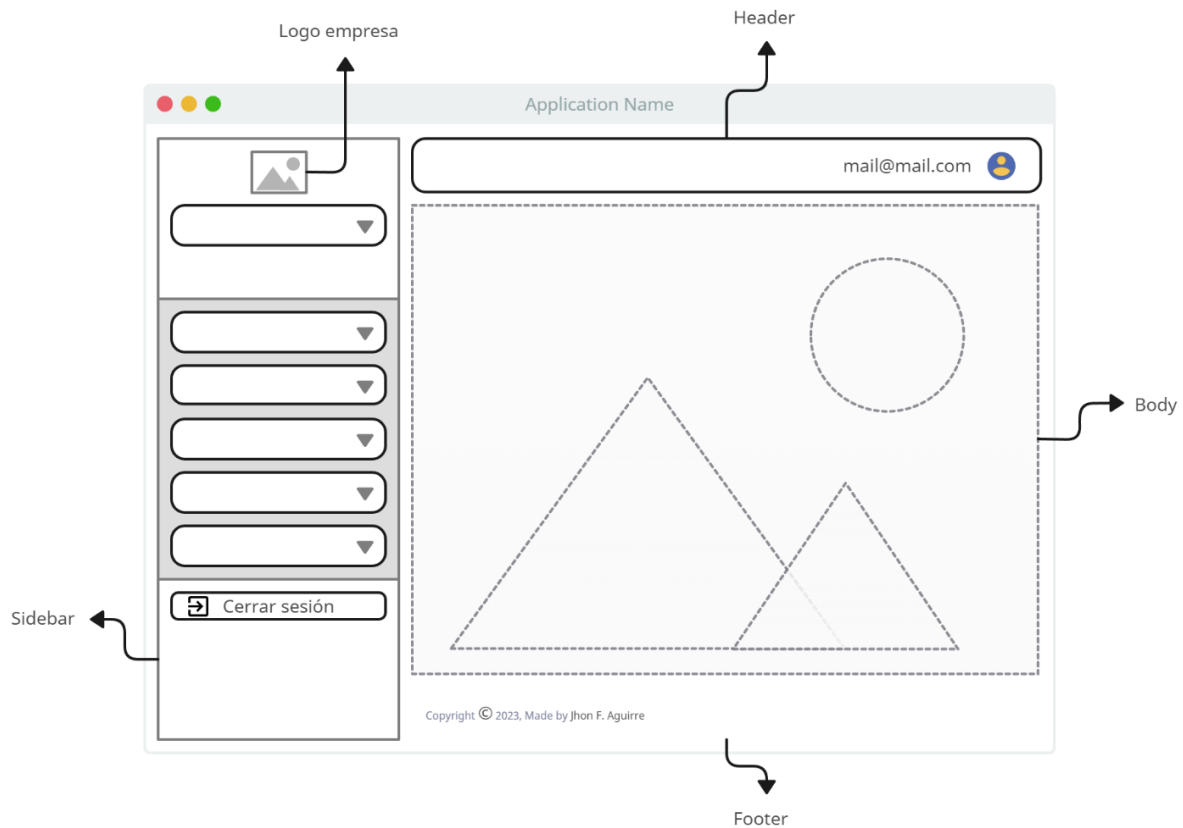 Header
Logo empresa
Application Name
mail@mail.com
Body
Cerrar sesión
Sidebar
Copyright © 2023, Made by Jhon F. Aguirre
Footer